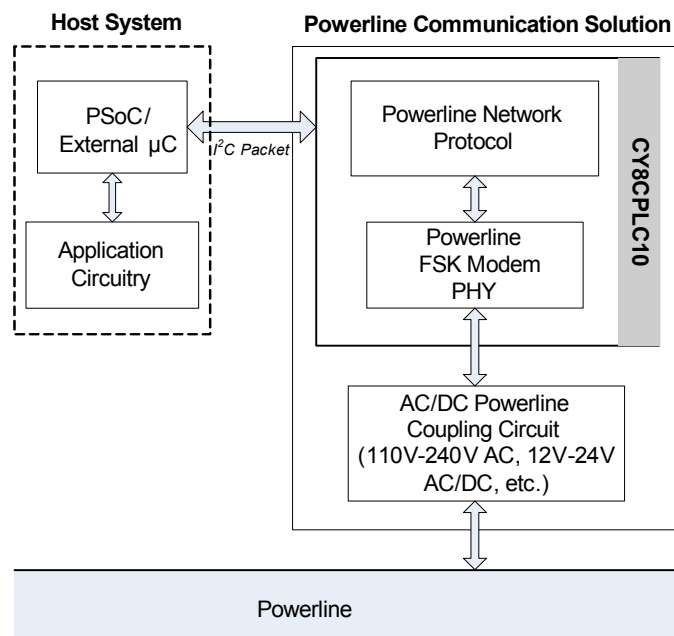 Host System
Powerline Communication Solution
PSoC/
External µC
I²C Packet
Application
Circuitry
Powerline Network
Protocol
Powerline
FSK Modem
PHY
CY8CPLC10
AC/DC Powerline
Coupling Circuit
(110V-240V AC, 12V-24V
AC/DC, etc.)
Powerline